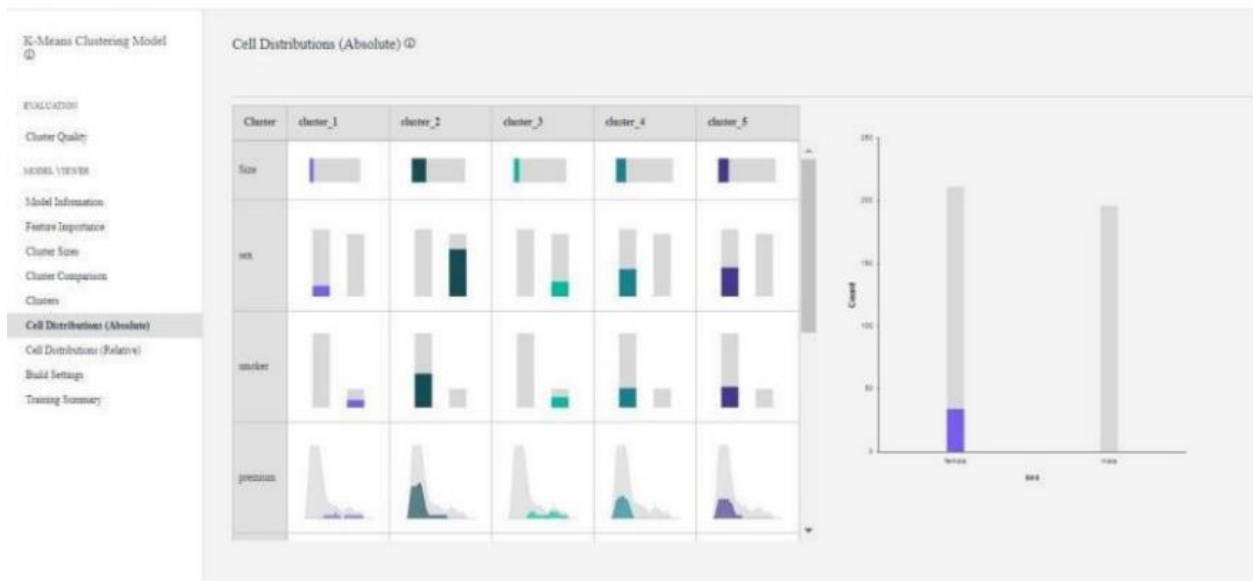 K-Means Clustering Model
EVALUATION
Cluster Quality
MODEL VIEWER
Model Information
Feature Importance
Cluster Sizes
Cluster Comparison
Clusters
Cell Distributions (Absolute)
Cell Distributions (Relative)
Build Settings
Training Summary
Cell Distributions (Absolute)
Cluster cluster_1 cluster_2 cluster_3 cluster_4 cluster_5
Size
sex
smoker
premium
250
200
150
100
50
0
Count
female male
sex